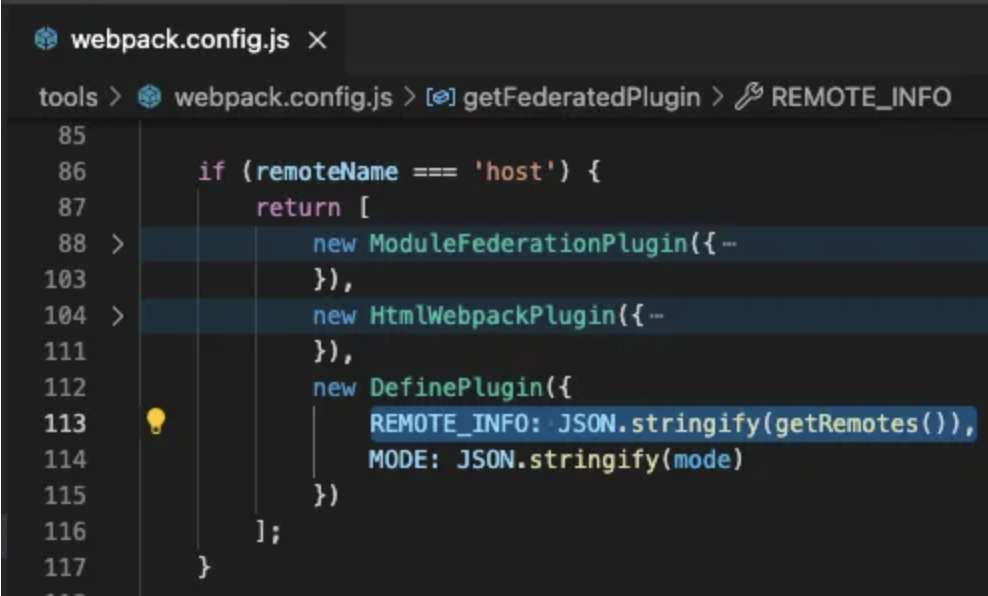 webpack.config.js ×
tools > webpack.config.js > getFederatedPlugin > REMOTE_INFO
85
86 if (remoteName === 'host') {
87 return [
88 > new ModuleFederationPlugin({⋯
103 }),
104 > new HtmlWebpackPlugin({⋯
111 }),
112 new DefinePlugin({
113 REMOTE_INFO: JSON.stringify(getRemotes()),
114 MODE: JSON.stringify(mode)
115 })
116 ];
117 }